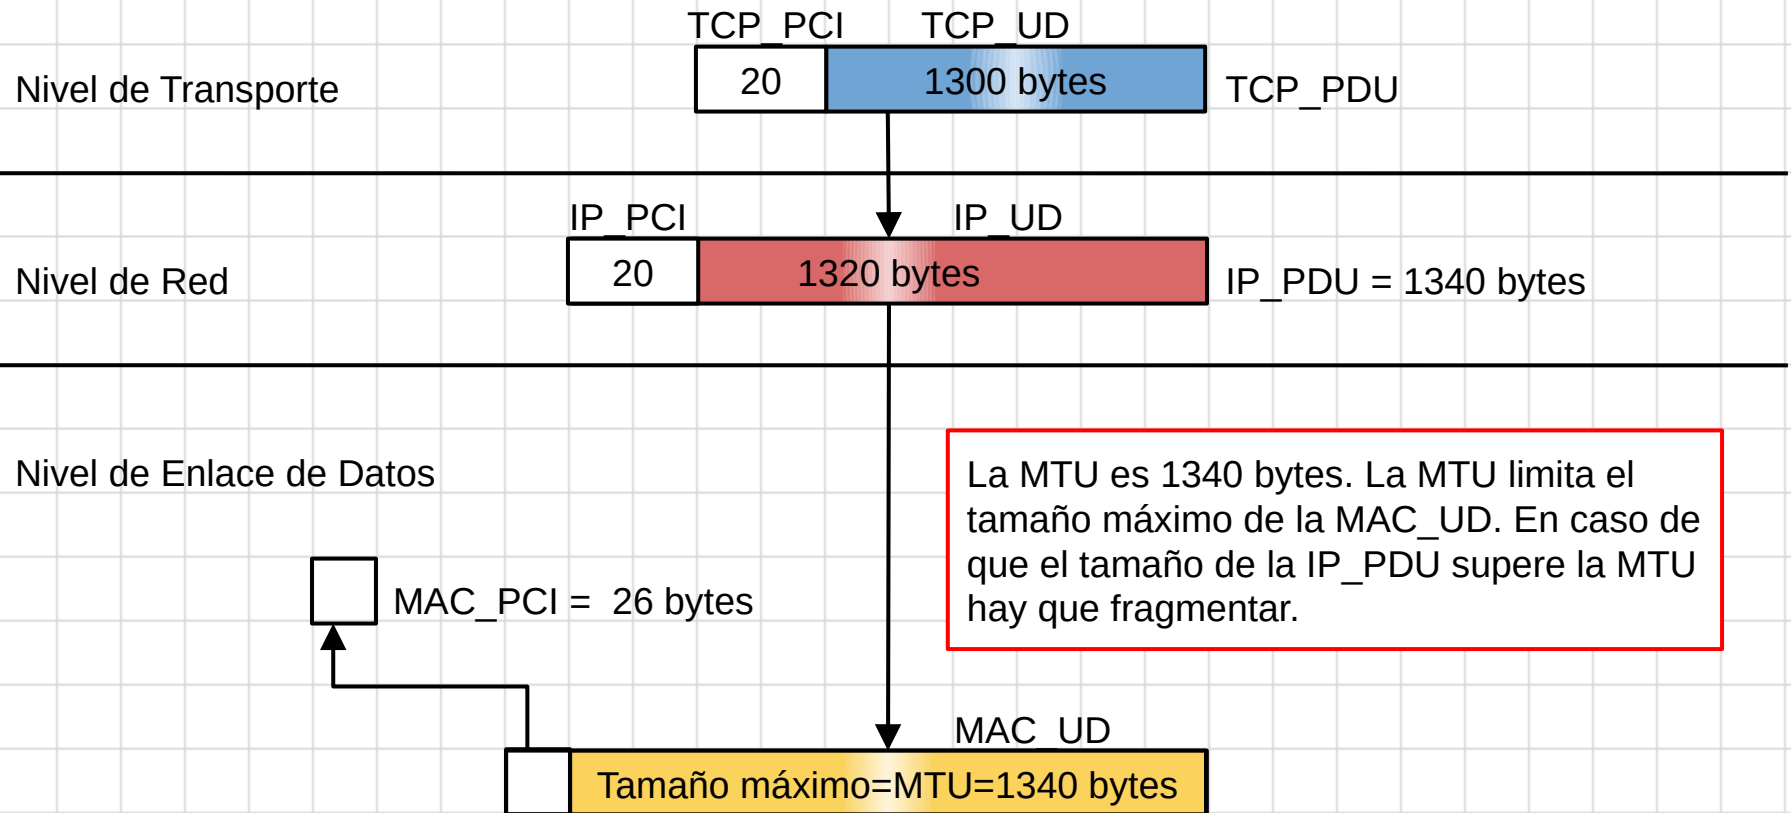 TCP_PCI TCP_UD
Nivel de Transporte 20 1300 bytes TCP_PDU
IP_PCI IP_UD
Nivel de Red 20 1320 bytes IP_PDU = 1340 bytes
Nivel de Enlace de Datos
La MTU es 1340 bytes. La MTU limita el
tamaño máximo de la MAC_UD. En caso de
que el tamaño de la IP_PDU supere la MTU
hay que fragmentar.
MAC_PCI = 26 bytes
MAC_UD
Tamaño máximo=MTU=1340 bytes